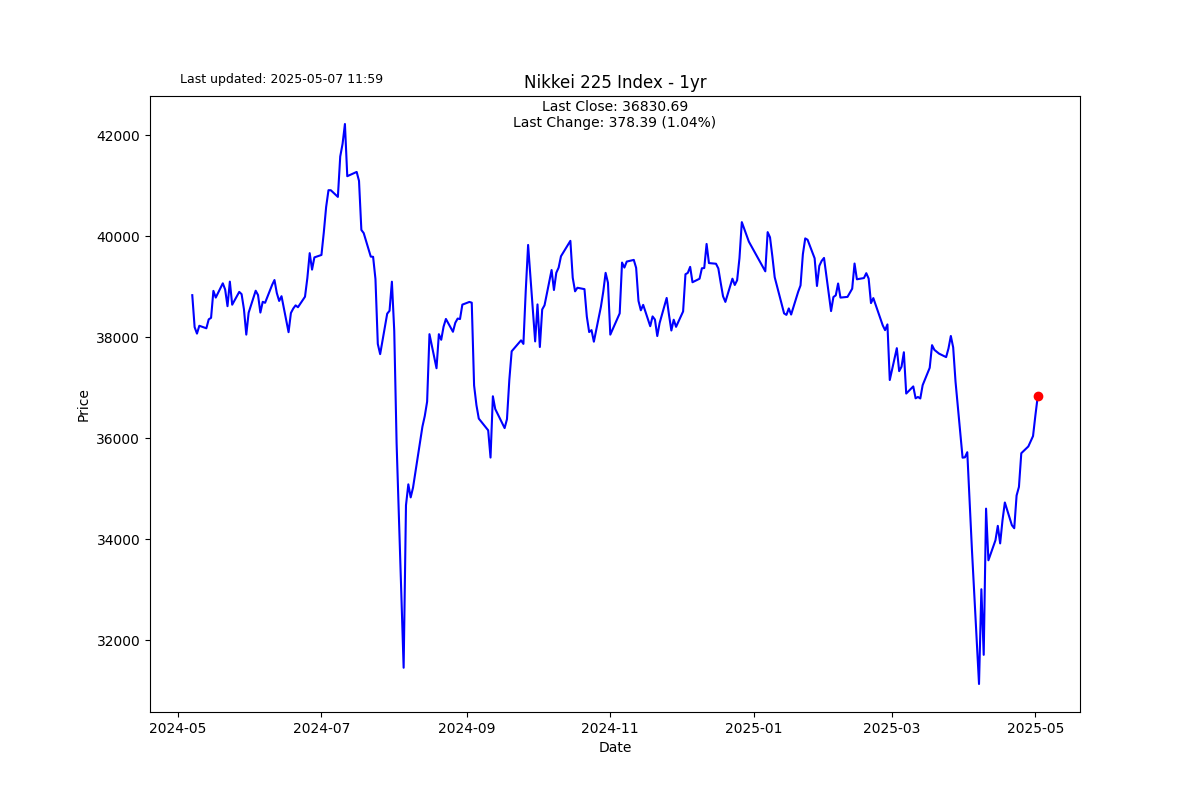 Last updated: 2025-05-07 11:59
Nikkei 225 Index - 1yr
Last Close: 36830.69
Last Change: 378.39 (1.04%)
Price
42000
40000
38000
36000
34000
32000
2024-05
2024-07
2024-09
2024-11
2025-01
2025-03
2025-05
Date